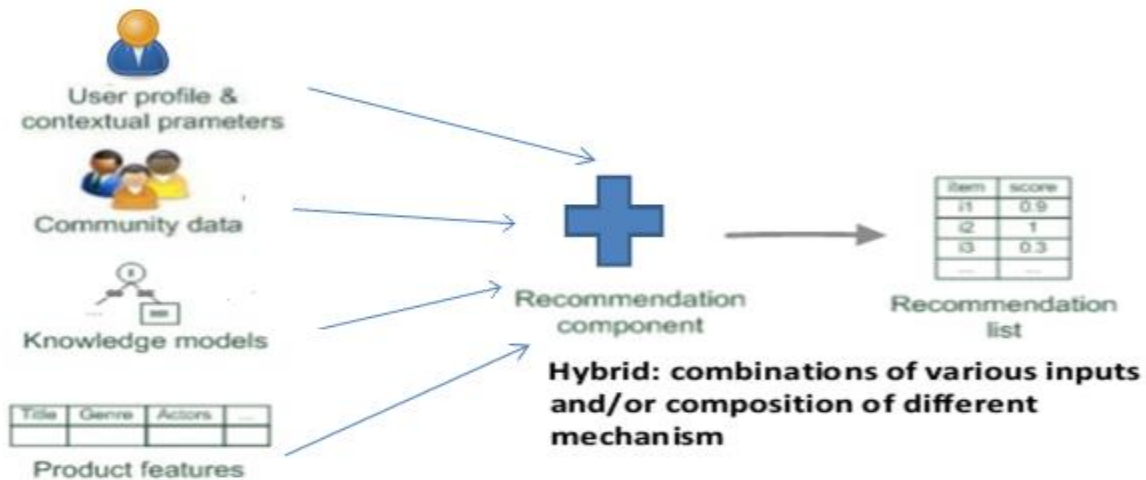 User profile &
contextual prameters
Community data
Knowledge models
Title Genre Actors ...
Product features
Recommendation
component
item score
i1 0.9
i2 1
i3 0.3
... ...
Recommendation
list
Hybrid: combinations of various inputs
and/or composition of different
mechanism